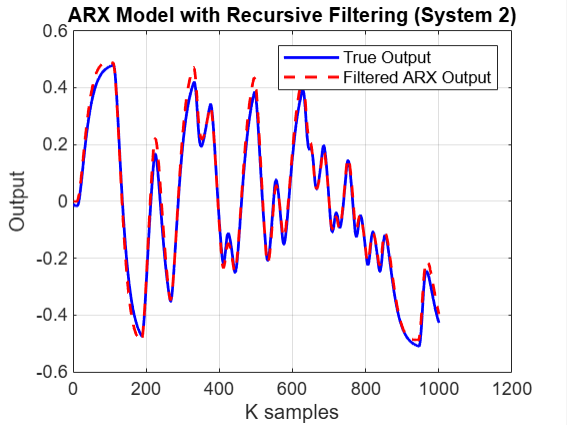 ARX Model with Recursive Filtering (System 2)
True Output
Filtered ARX Output
Output
0.6
0.4
0.2
0
-0.2
-0.4
-0.6
0 200 400 600 800 1000 1200
K samples